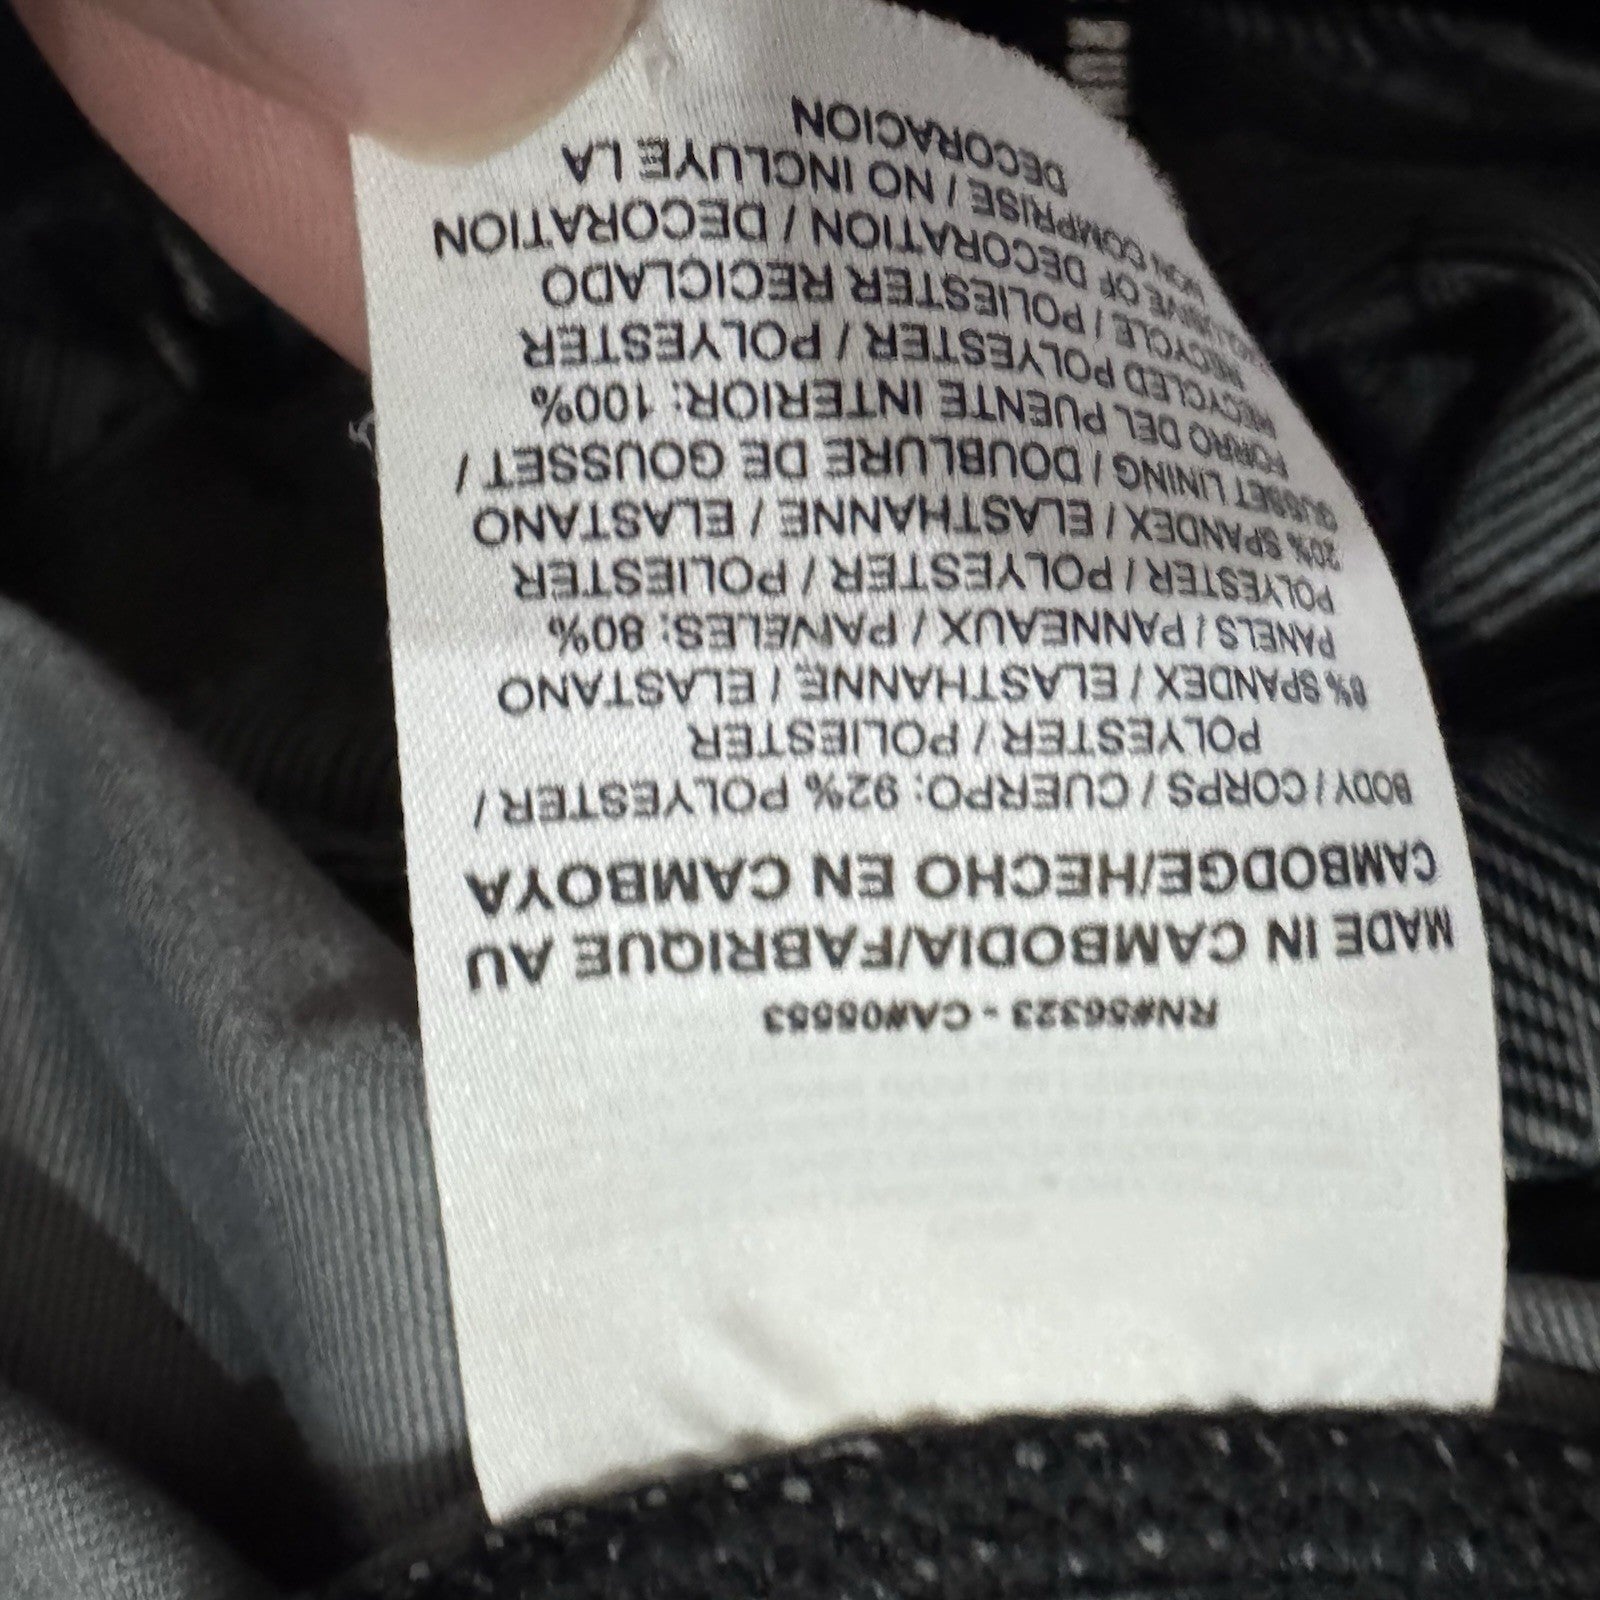 RN#56323 - CA#05553
MADE IN CAMBODIA/FABRIQUE AU
CAMBODGE/HECHO EN CAMBOYA
BODY / CORPS / CUERPO: 92% POLYESTER /
POLYESTER / POLIESTER
8% SPANDEX / ELASTHANNE / ELASTANO
PANELS / PANNEAUX / PANELES: 80%
POLYESTER / POLYESTER / POLIESTER
20% SPANDEX / ELASTHANNE / ELASTANO
GUSSET LINING / DOUBLURE DE GOUSSET /
FORRO DEL PUENTE INTERIOR: 100%
RECYCLED POLYESTER / POLYESTER
RECYCLE / POLIESTER RECICLADO
OF DECORATION / DECORATION
NON COMPRISE / NO INCLUYE LA
DECORACION